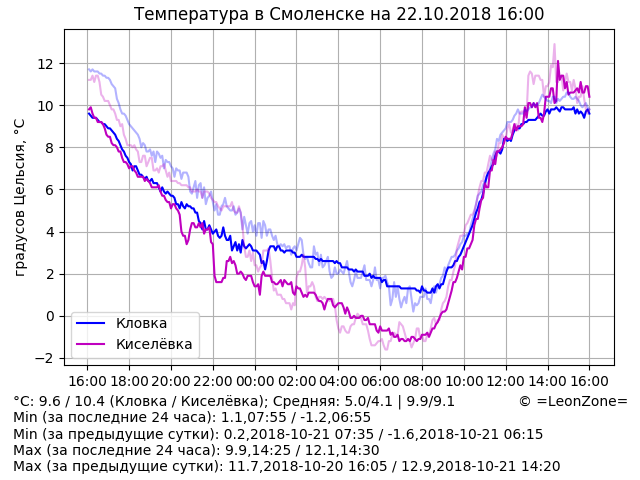 Температура в Смоленске на 22.10.2018 16:00
градусов Цельсия, °C
12
10
8
6
4
2
0
−2
Кловка
Киселёвка
16:00 18:00 20:00 22:00 00:00 02:00 04:00 06:00 08:00 10:00 12:00 14:00 16:00
°C: 9.6 / 10.4 (Кловка / Киселёвка); Средняя: 5.0/4.1 | 9.9/9.1 © =LeonZone=
Min (за последние 24 часа): 1.1,07:55 / -1.2,06:55
Min (за предыдущие сутки): 0.2,2018-10-21 07:35 / -1.6,2018-10-21 06:15
Max (за последние 24 часа): 9.9,14:25 / 12.1,14:30
Max (за предыдущие сутки): 11.7,2018-10-20 16:05 / 12.9,2018-10-21 14:20